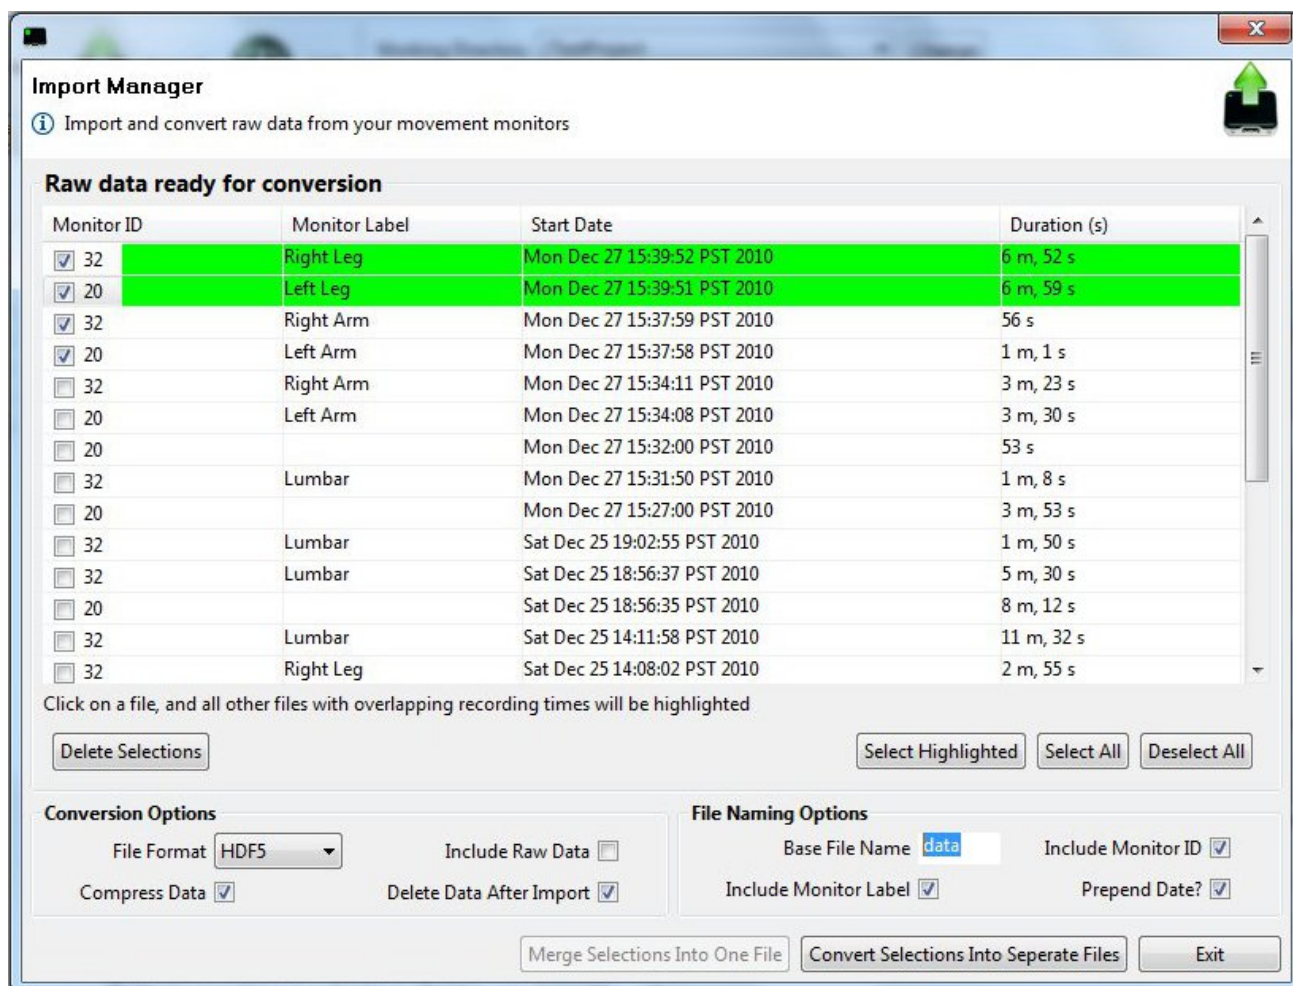 Import Manager
Import and convert raw data from your movement monitors
Raw data ready for conversion
Monitor ID Monitor Label Start Date Duration (s)
32 Right Leg Mon Dec 27 15:39:52 PST 2010 6 m, 52 s
20 Left Leg Mon Dec 27 15:39:51 PST 2010 6 m, 59 s
32 Right Arm Mon Dec 27 15:37:59 PST 2010 56 s
20 Left Arm Mon Dec 27 15:37:58 PST 2010 1 m, 1 s
32 Right Arm Mon Dec 27 15:34:11 PST 2010 3 m, 23 s
20 Left Arm Mon Dec 27 15:34:08 PST 2010 3 m, 30 s
20 Mon Dec 27 15:32:00 PST 2010 53 s
32 Lumbar Mon Dec 27 15:31:50 PST 2010 1 m, 8 s
20 Mon Dec 27 15:27:00 PST 2010 3 m, 53 s
32 Lumbar Sat Dec 25 19:02:55 PST 2010 1 m, 50 s
32 Lumbar Sat Dec 25 18:56:37 PST 2010 5 m, 30 s
20 Sat Dec 25 18:56:35 PST 2010 8 m, 12 s
32 Lumbar Sat Dec 25 14:11:58 PST 2010 11 m, 32 s
32 Right Leg Sat Dec 25 14:08:02 PST 2010 2 m, 55 s
Click on a file, and all other files with overlapping recording times will be highlighted
Delete Selections Select Highlighted Select All Deselect All
Conversion Options File Naming Options
File Format HDF5 Include Raw Data Base File Name data Include Monitor ID
Compress Data Delete Data After Import Include Monitor Label Prepend Date?
Merge Selections Into One File Convert Selections Into Seperate Files Exit